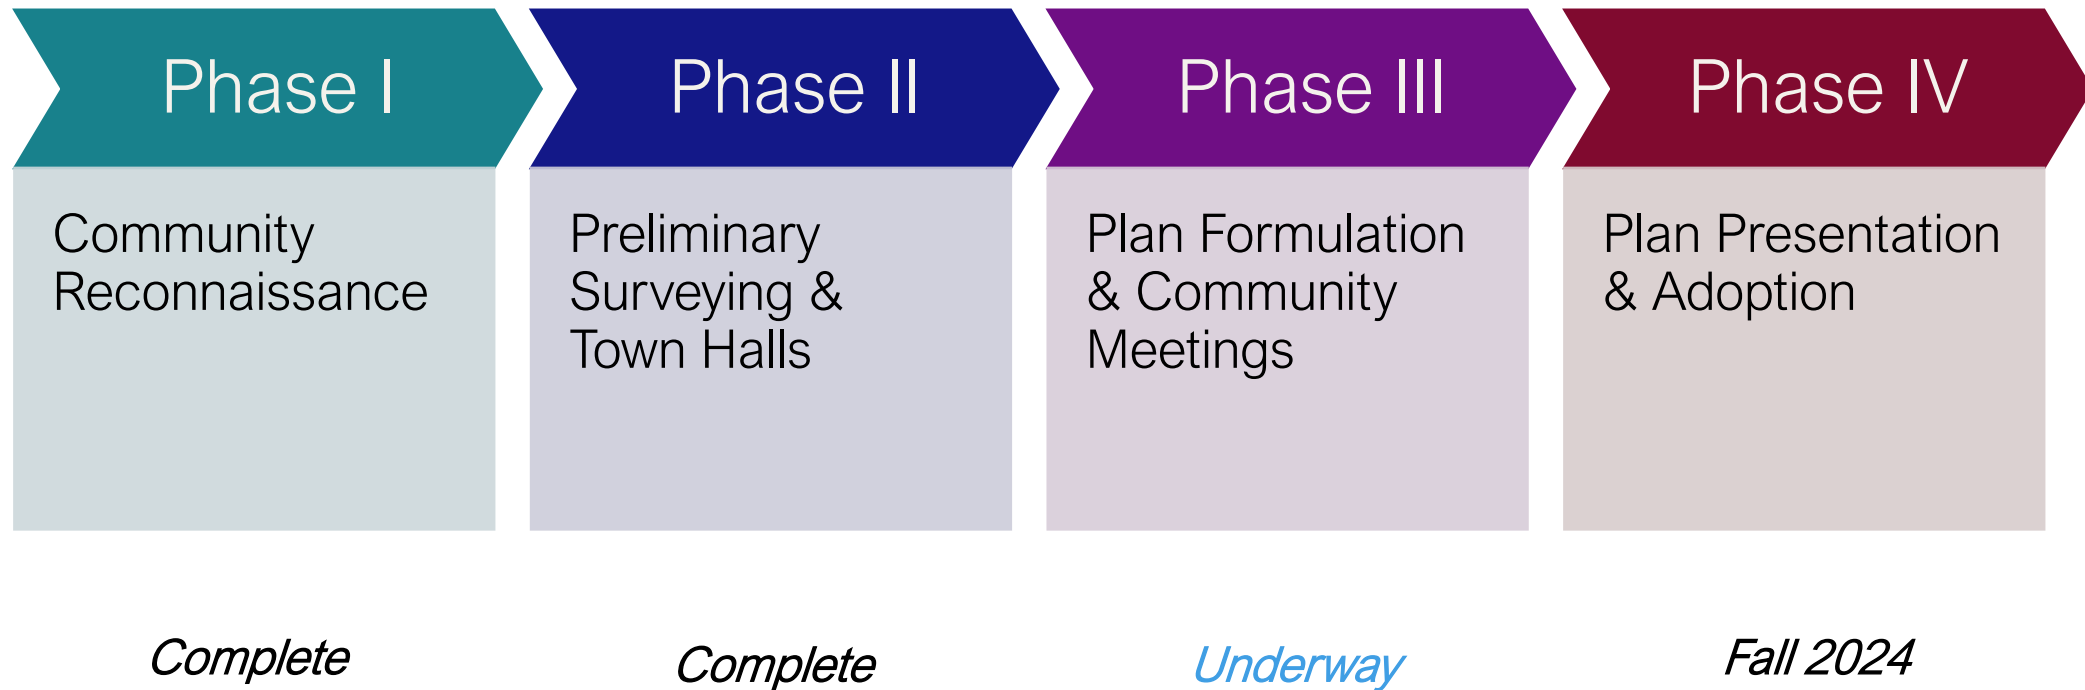 Phase I
Community
Reconnaissance
Complete
Phase II
Preliminary
Surveying &
Town Halls
Complete
Phase III
Plan Formulation
& Community
Meetings
Underway
Phase IV
Plan Presentation
& Adoption
Fall 2024